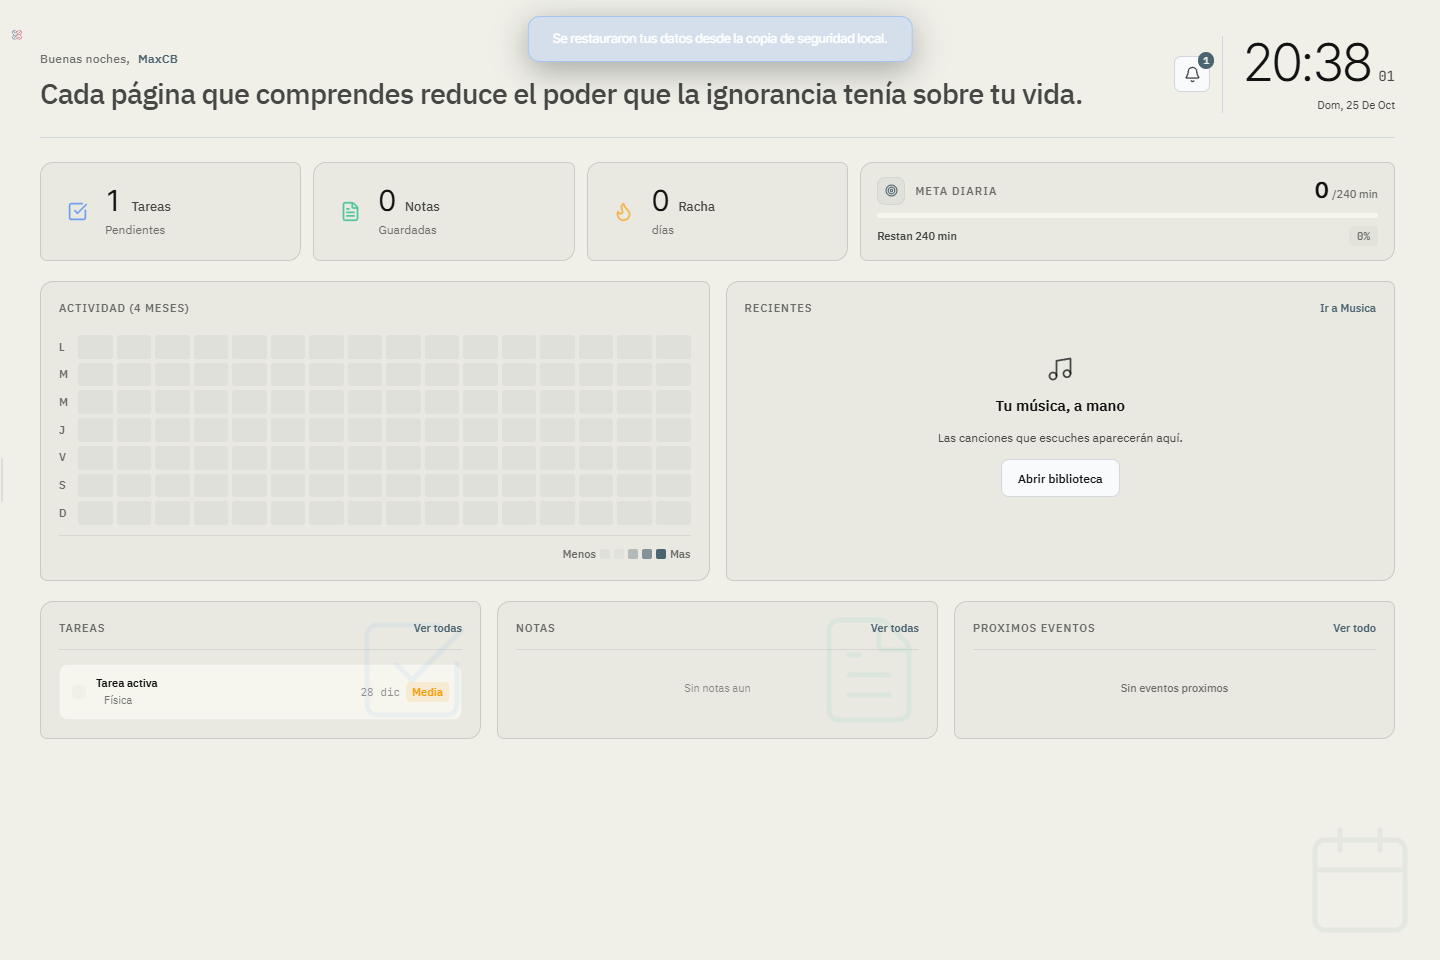 Se restauraron tus datos desde la copia de seguridad local.
Buenas noches, MaxCB
Cada página que comprendes reduce el poder que la ignorancia tenía sobre tu vida.
1
20:38 01
Dom, 25 De Oct
1 Tareas
Pendientes
0 Notas
Guardadas
0 Racha
días
META DIARIA
0 /240 min
Restan 240 min
0%
ACTIVIDAD (4 MESES)
L
M
M
J
V
S
D
Menos
Mas
RECIENTES
Ir a Musica
Tu música, a mano
Las canciones que escuches aparecerán aquí.
Abrir biblioteca
TAREAS
Ver todas
Tarea activa
Física
28 dic
Media
NOTAS
Ver todas
Sin notas aun
PROXIMOS EVENTOS
Ver todo
Sin eventos proximos